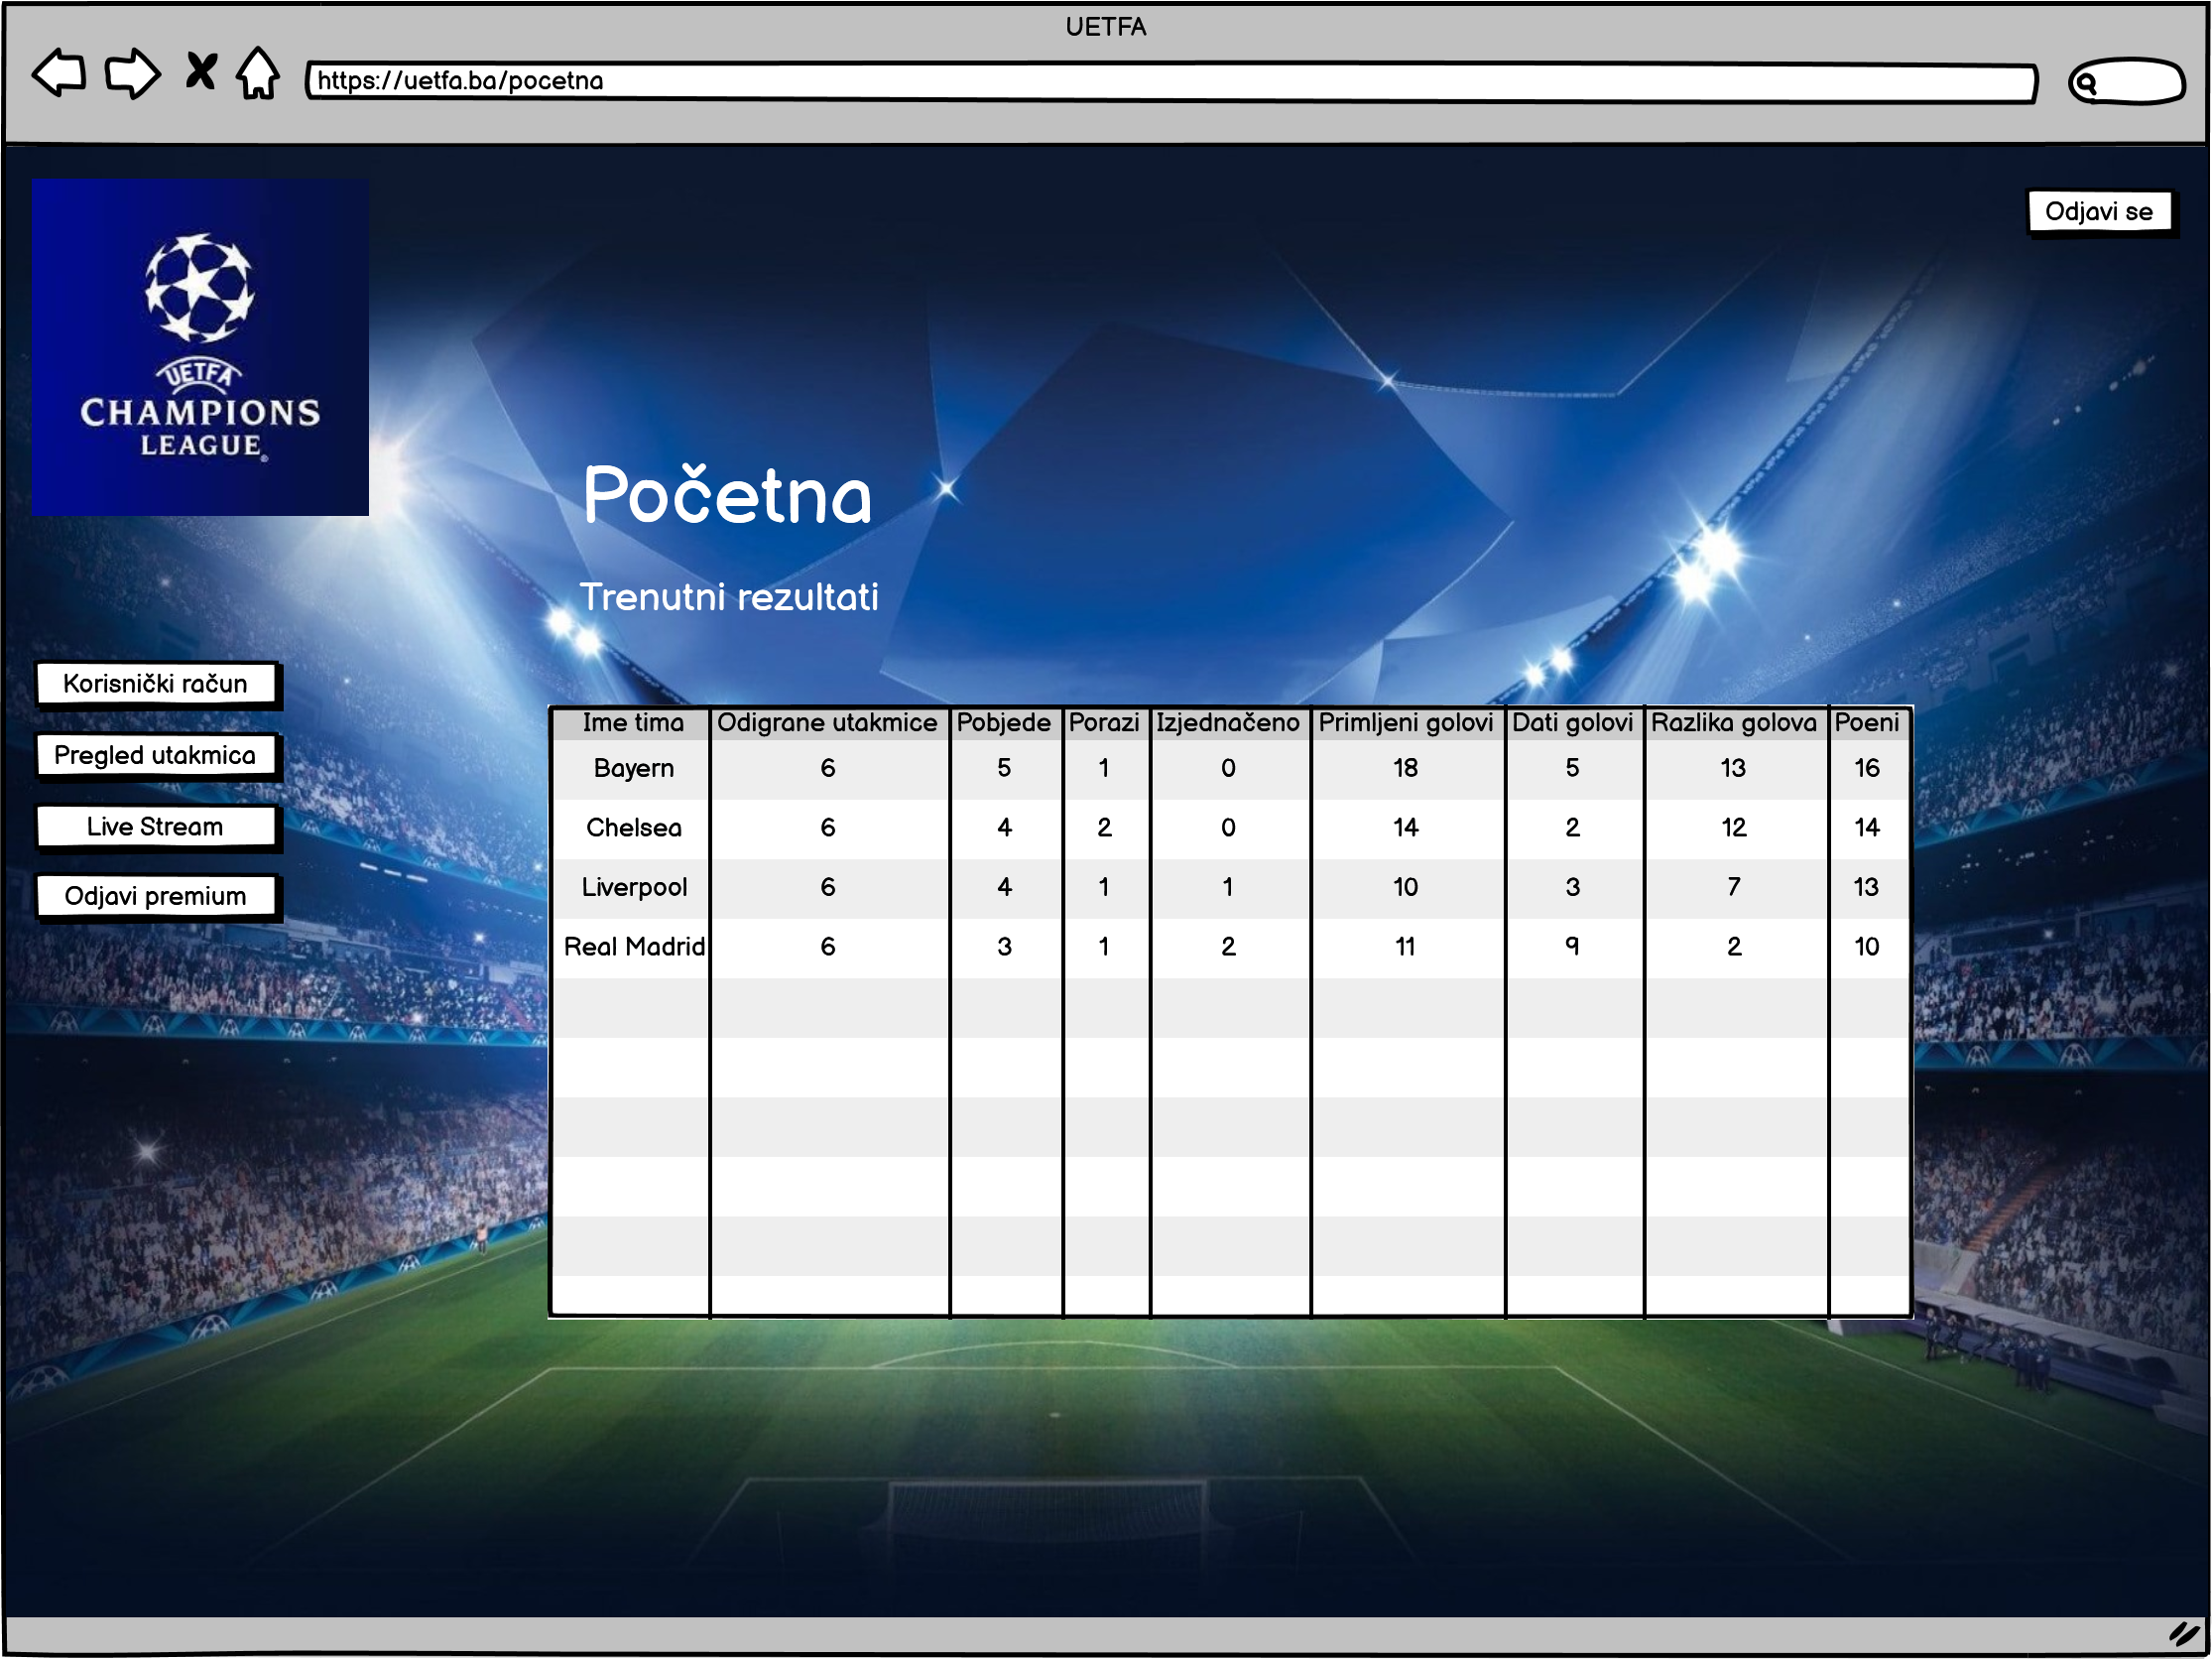 UETFA
https://uetfa.ba/pocetna
Odjavi se
UETFA
CHAMPIONS
LEAGUE®
Početna
Trenutni rezultati
Korisnički račun
Pregled utakmica
Live Stream
Odjavi premium
Ime tima Odigrane utakmice Pobjede Porazi Izjednačeno Primljeni golovi Dati golovi Razlika golova Poeni
Bayern 6 5 1 0 18 5 13 16
Chelsea 6 4 2 0 14 2 12 14
Liverpool 6 4 1 1 10 3 7 13
Real Madrid 6 3 1 2 11 9 2 10